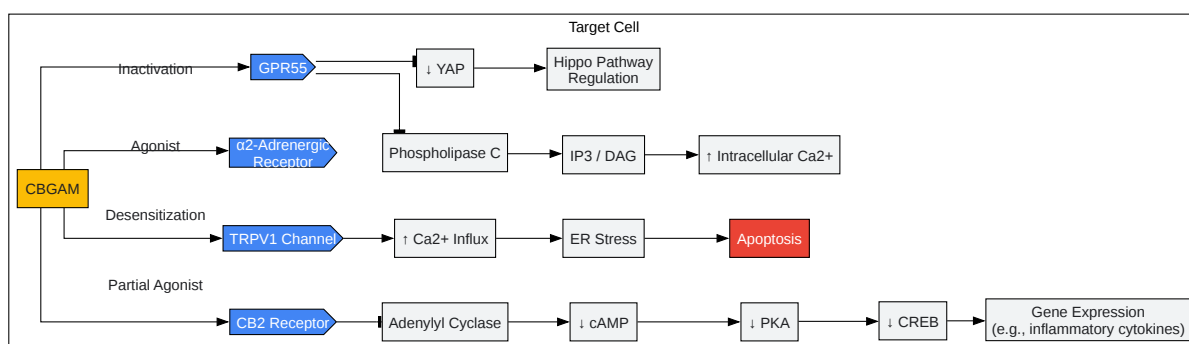 Target Cell
Inactivation
GPR55
↓ YAP
Hippo Pathway
Regulation
Agonist
α2-Adrenergic
Receptor
Phospholipase C
IP3 / DAG
↑ Intracellular Ca2+
CBGAM
Desensitization
TRPV1 Channel
↑ Ca2+ Influx
ER Stress
Apoptosis
Partial Agonist
CB2 Receptor
Adenylyl Cyclase
↓ cAMP
↓ PKA
↓ CREB
Gene Expression
(e.g., inflammatory cytokines)